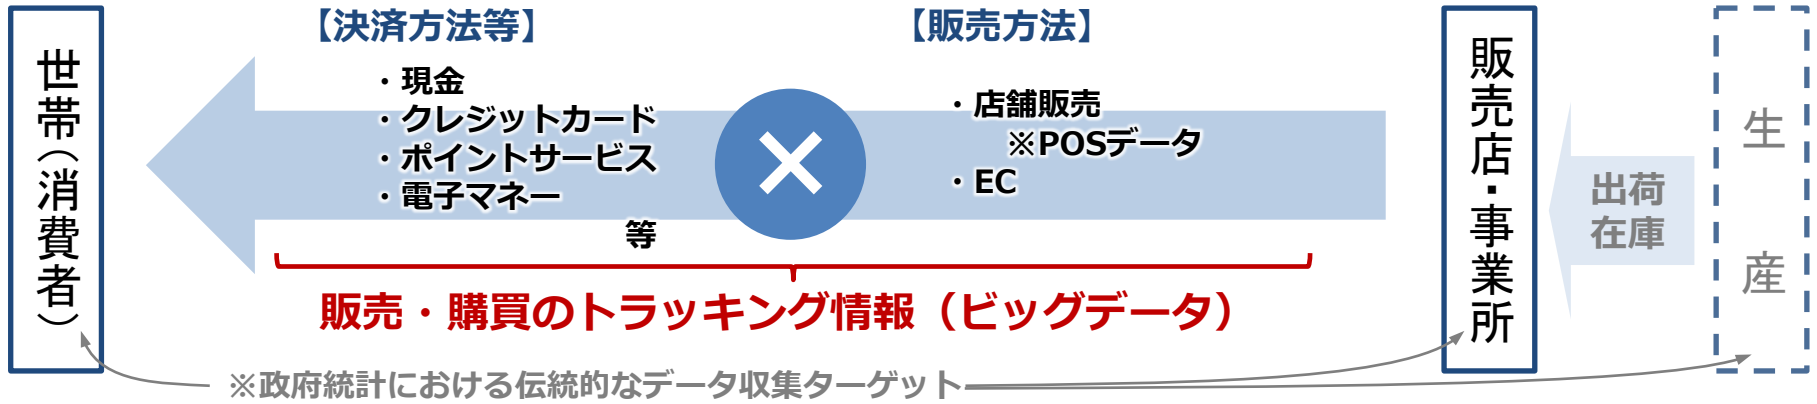 世帯（消費者）
【決済方法等】
・現金
・クレジットカード
・ポイントサービス
・電子マネー
等
【販売方法】
・店舗販売
※POSデータ
・EC
販売店・事業所
出荷
在庫
生産
販売・購買のトラッキング情報（ビッグデータ）
※政府統計における伝統的なデータ収集ターゲット